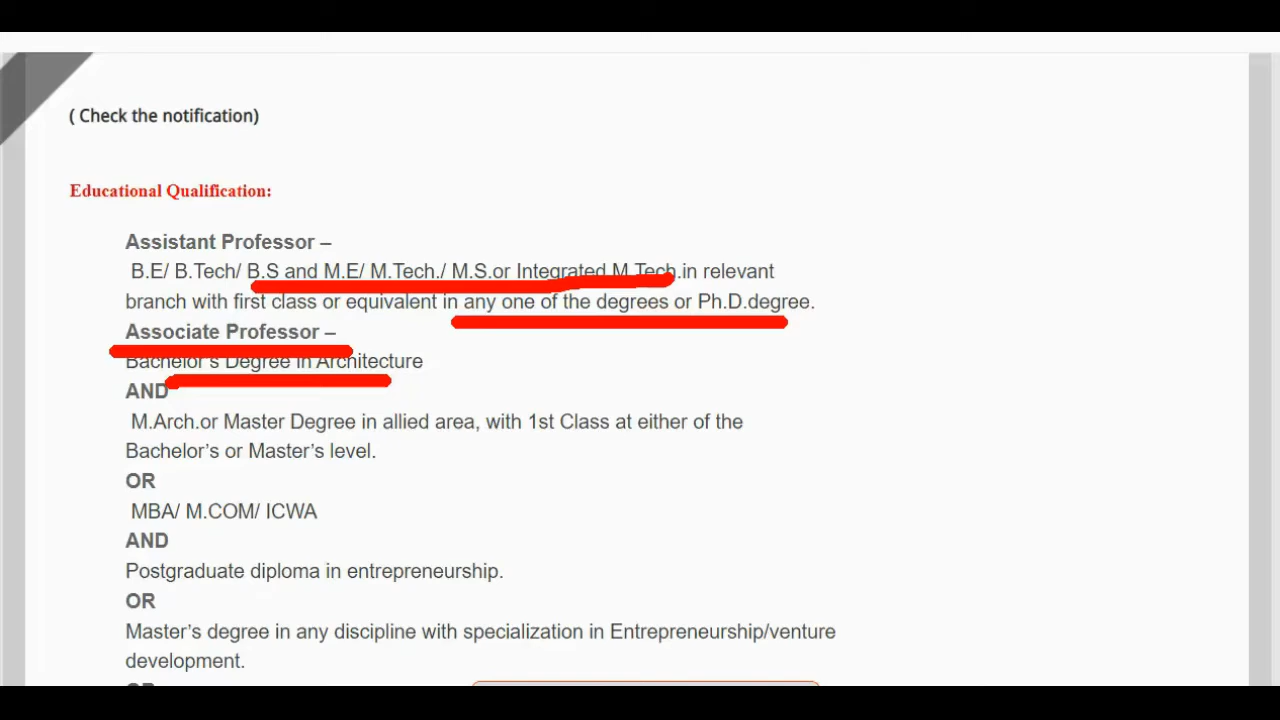 ( Check the notification)
Educational Qualification:
Assistant Professor –
B.E/ B.Tech/ B.S and M.E/ M.Tech./ M.S.or Integrated M.Tech.in relevant
branch with first class or equivalent in any one of the degrees or Ph.D.degree.
Associate Professor –
Bachelor’s Degree in Architecture
AND
M.Arch.or Master Degree in allied area, with 1st Class at either of the
Bachelor’s or Master’s level.
OR
MBA/ M.COM/ ICWA
AND
Postgraduate diploma in entrepreneurship.
OR
Master’s degree in any discipline with specialization in Entrepreneurship/venture
development.